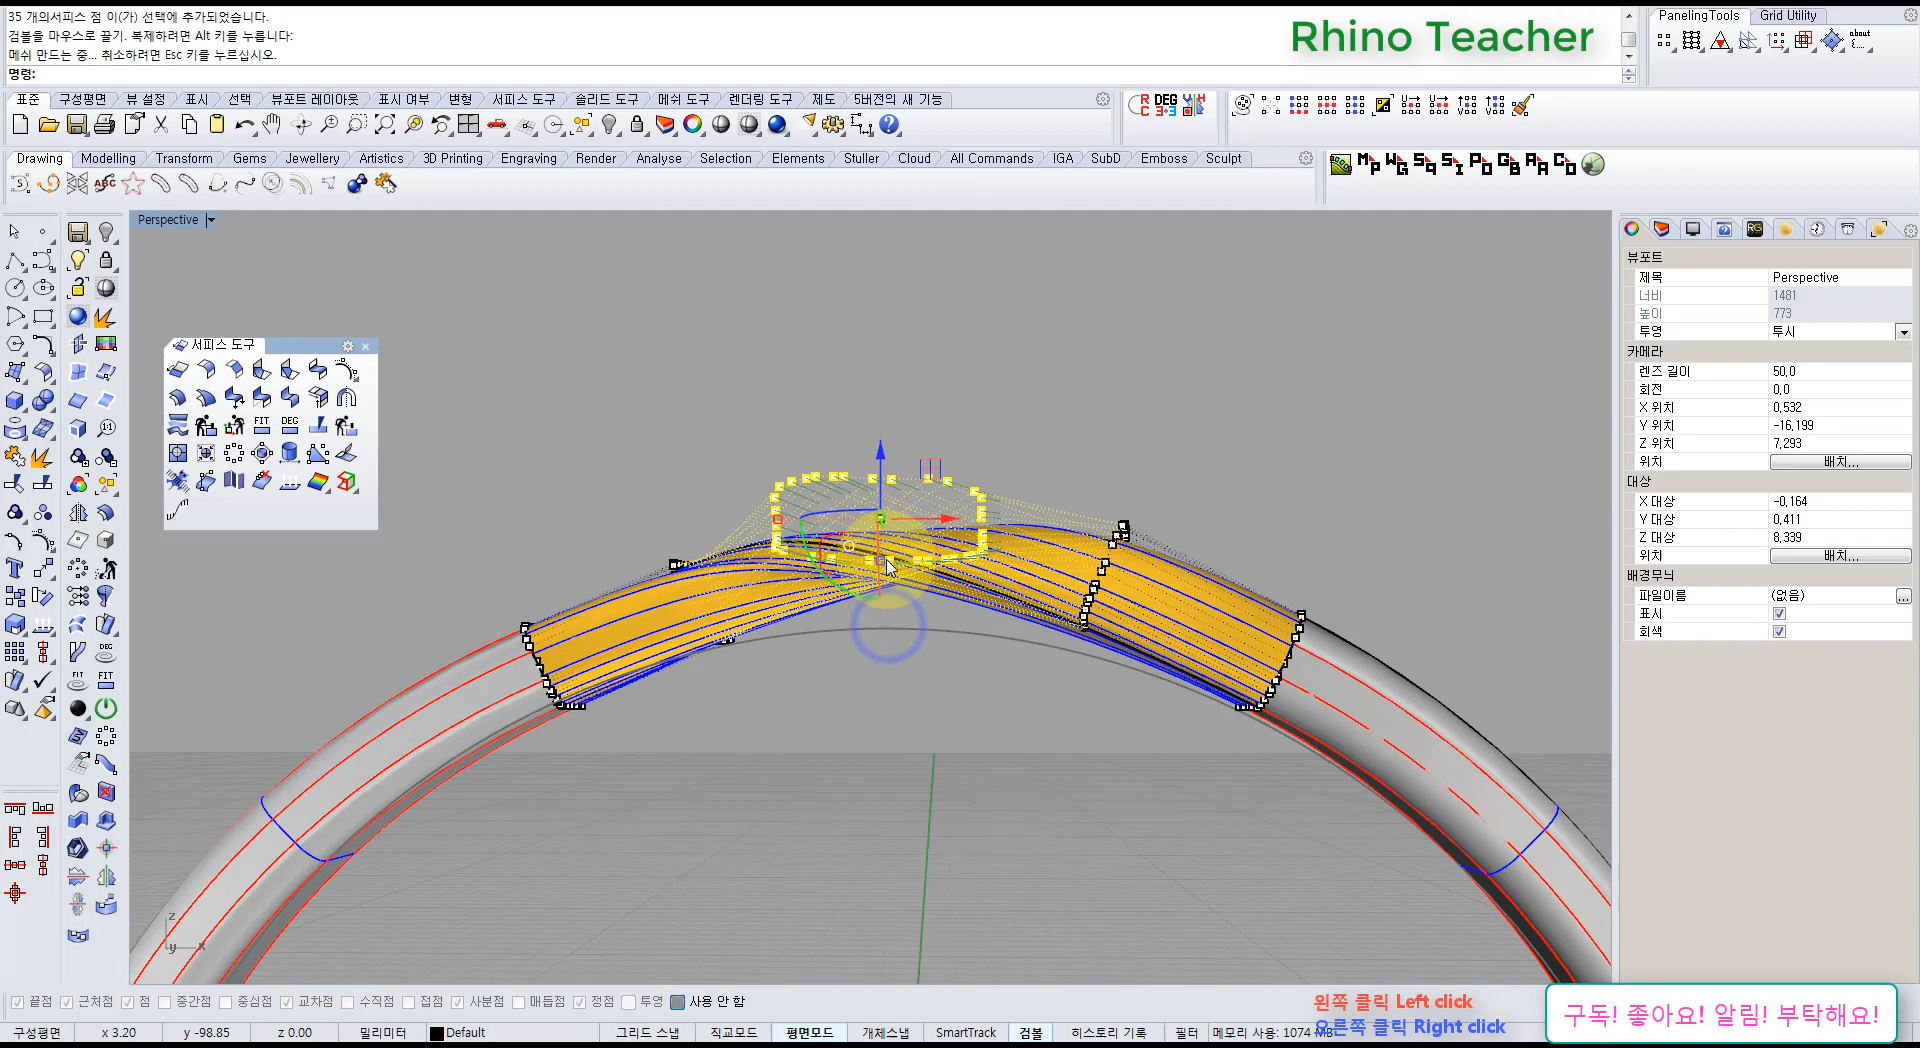 35 개의서피스 점 이(가) 선택에 추가되었습니다.
검볼을 마우스로 끌기. 복제하려면 Alt 키를 누릅니다:
메쉬 만드는 중... 취소하려면 Esc 키를 누르십시오.
명령:
Rhino Teacher
PanelingTools Grid Utility
표준 구성평면 뷰 설정 표시 선택 뷰포트 레이아웃 표시 여부 변형 서피스 도구 솔리드 도구 메쉬 도구 렌더링 도구 제도 5버전의 새 기능
Drawing Modelling Transform Gems Jewellery Artistics 3D Printing Engraving Render Analyse Selection Elements Stuller Cloud All Commands IGA SubD Emboss Sculpt
Perspective
서피스 도구
FIT DEG
뷰포트
제목 Perspective
너비 1481
높이 773
투영 투시
카메라
렌즈 길이 50,0
회전 0,0
X 위치 0,532
Y 위치 -16,199
Z 위치 7,293
위치 배치...
대상
X 대상 -0,164
Y 대상 0,411
Z 대상 8,339
위치 배치...
배경무늬
파일이름 (없음) ...
표시
회색
z
y x
끝점 근처점 점 중간점 중심점 교차점 수직점 접점 사분점 매듭점 정점 투영 사용 안 함
왼쪽 클릭 Left click
오른쪽 클릭 Right click
구독! 좋아요! 알림! 부탁해요!
구성평면 x 3.20 y -98.85 z 0.00 밀리미터 Default 그리드 스냅 직교모드 평면모드 개체스냅 SmartTrack 검볼 히스토리 기록 필터 메모리 사용: 1074 MB